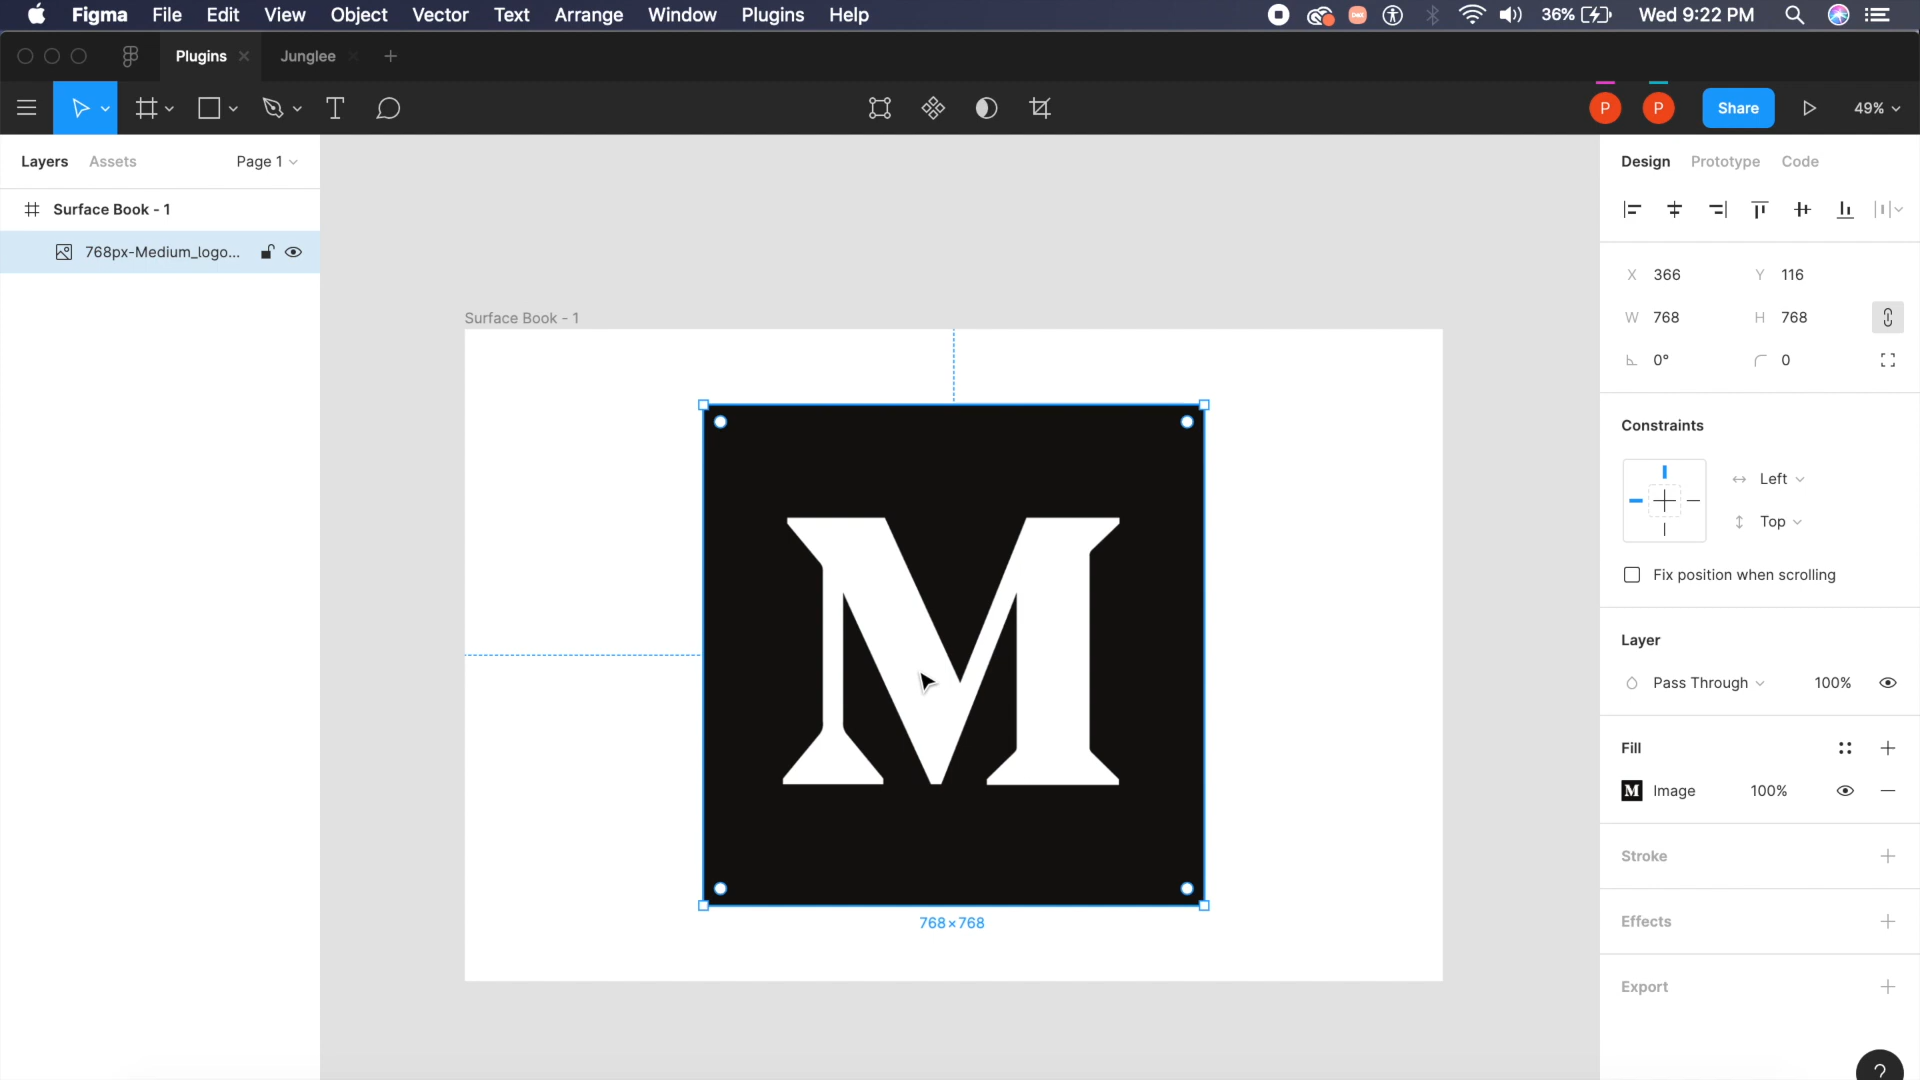 Figma File Edit View Object Vector Text Arrange Window Plugins Help 36% Wed 9:22 PM
Plugins Junglee
P P Share 49%
Layers Assets Page 1
Surface Book - 1
768px-Medium_logo...
Surface Book - 1
M
768×768
Design Prototype Code
X 366 Y 116
W 768 H 768
0° 0
Constraints
Left
Top
Fix position when scrolling
Layer
Pass Through 100%
Fill
M Image 100%
Stroke
Effects
Export
?